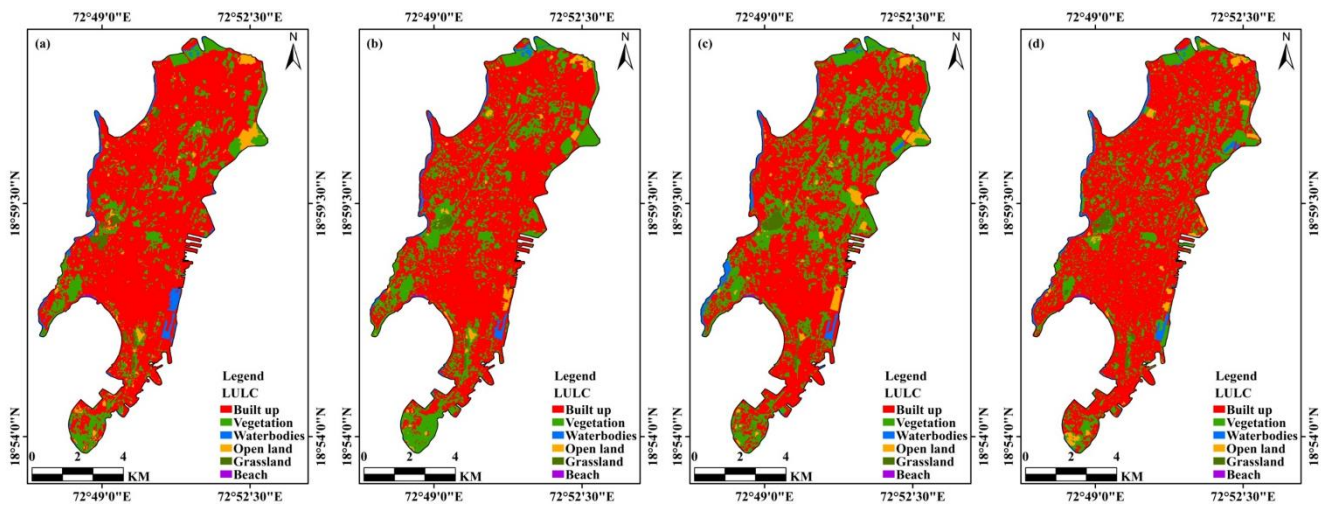 72°49'0"E 72°52'30"E 72°49'0"E 72°52'30"E 72°49'0"E 72°52'30"E 72°49'0"E 72°52'30"E
(a) N (b) N (c) N (d) N
18°59'30"N 18°59'30"N 18°59'30"N 18°59'30"N 18°59'30"N
18°54'0"N 18°54'0"N 18°54'0"N 18°54'0"N 18°54'0"N
Legend Legend Legend Legend
LULC LULC LULC LULC
Built up Built up Built up Built up
Vegetation Vegetation Vegetation Vegetation
Waterbodies Waterbodies Waterbodies Waterbodies
Open land Open land Open land Open land
Grassland Grassland Grassland Grassland
Beach Beach Beach Beach
0 2 4 0 2 4 0 2 4 0 2 4
KM KM KM KM
72°49'0"E 72°52'30"E 72°49'0"E 72°52'30"E 72°49'0"E 72°52'30"E 72°49'0"E 72°52'30"E